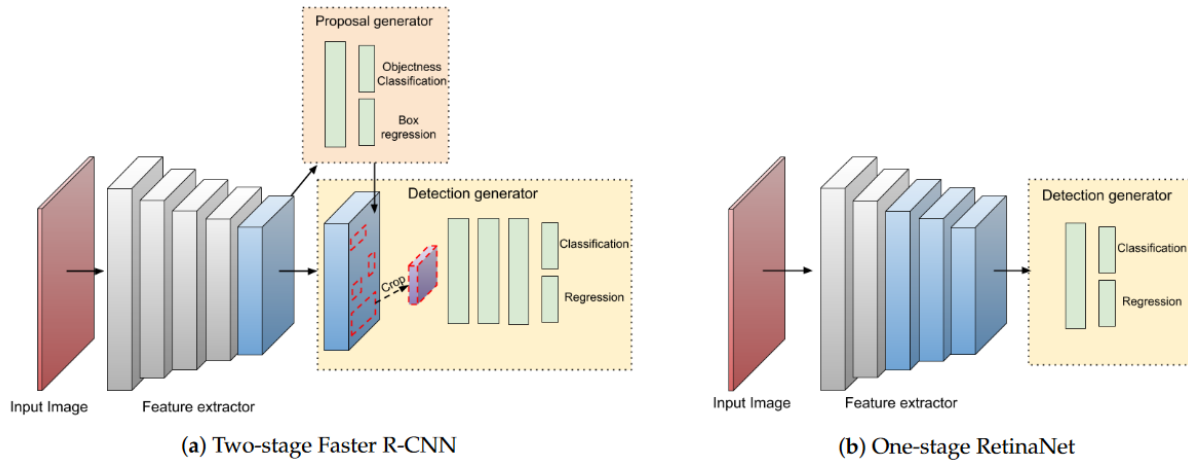 Proposal generator
Objectness
Classification
Box
regression
Detection generator
Crop
Classification
Regression
Input Image
Feature extractor
(a) Two-stage Faster R-CNN
Detection generator
Classification
Regression
Input Image
Feature extractor
(b) One-stage RetinaNet